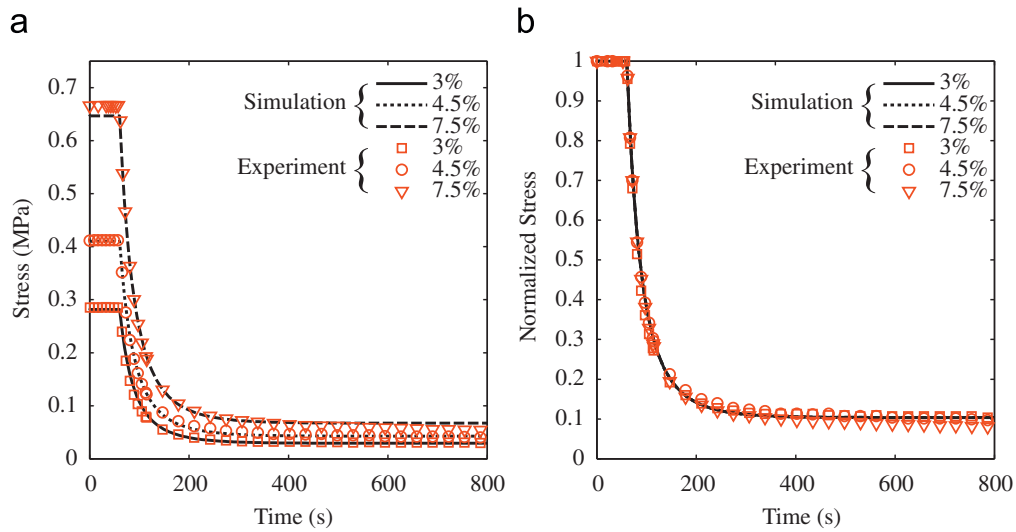 a
0.7
0.6
0.5
0.4
0.3
0.2
0.1
0
Stress (MPa)
0 200 400 600 800
Time (s)
Simulation { 3%
4.5%
7.5%
Experiment { 3%
4.5%
7.5%
b
1
0.9
0.8
0.7
0.6
0.5
0.4
0.3
0.2
0.1
0
Normalized Stress
0 200 400 600 800
Time (s)
Simulation { 3%
4.5%
7.5%
Experiment { 3%
4.5%
7.5%